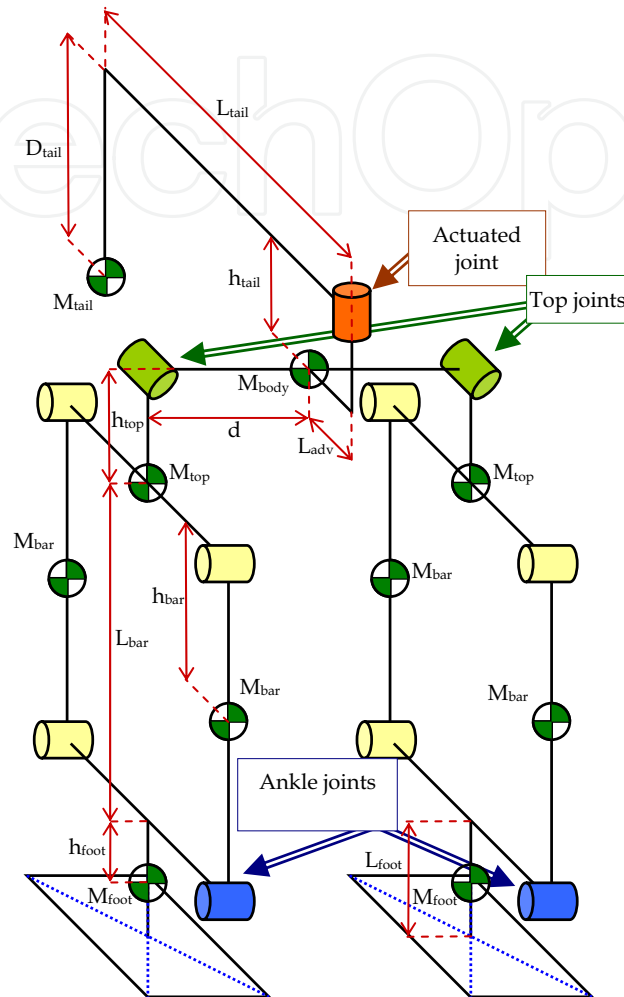 echOp
L_tail
D_tail
Actuated
joint
h_tail
M_tail
Top joints
M_body
h_top
d
L_adv
M_top
M_top
M_bar
M_bar
h_bar
L_bar
M_bar
M_bar
Ankle joints
h_foot
L_foot
M_foot
M_foot